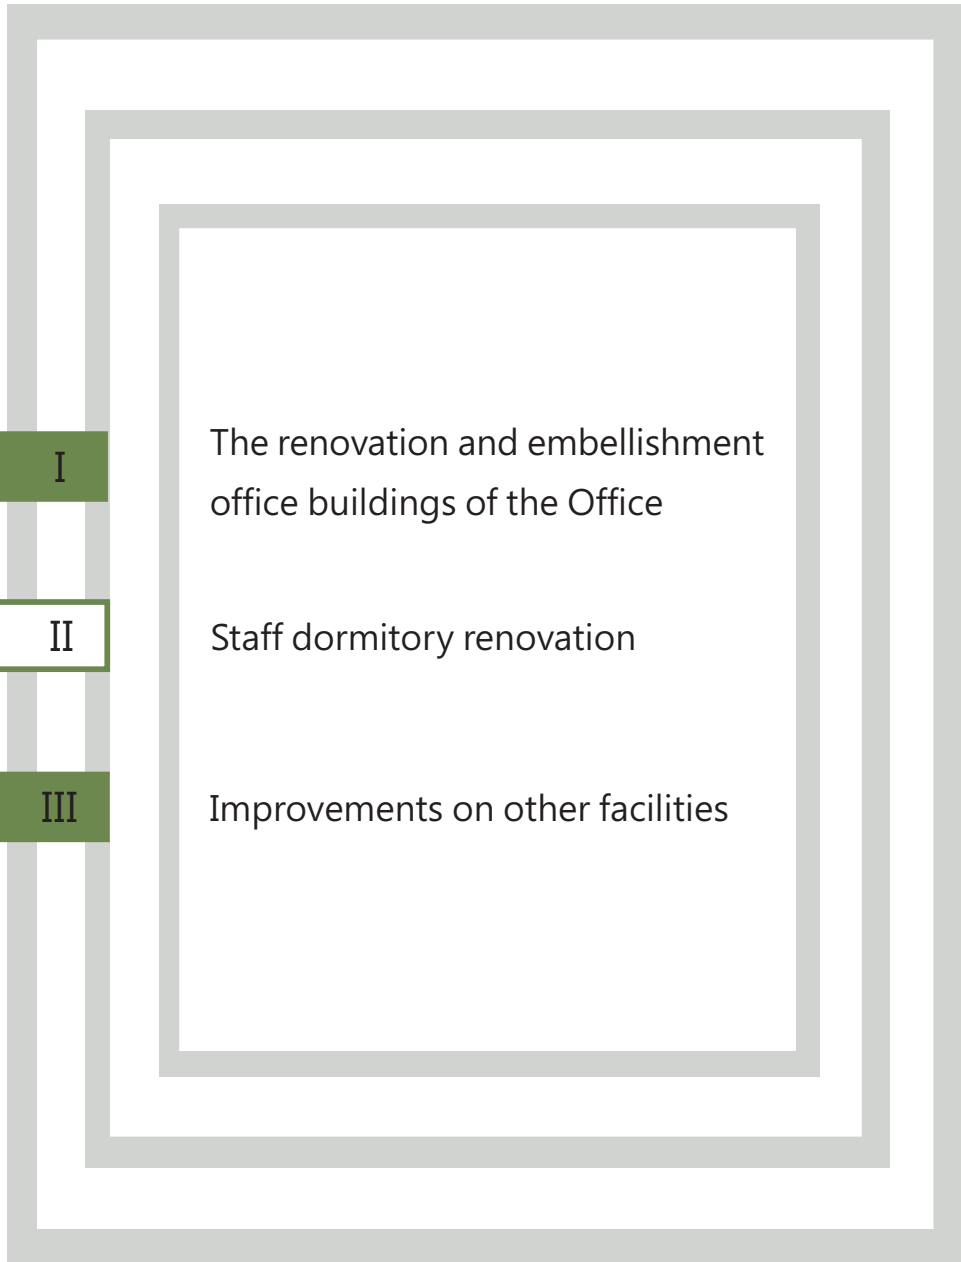 I
The renovation and embellishment
office buildings of the Office
II
Staff dormitory renovation
III
Improvements on other facilities